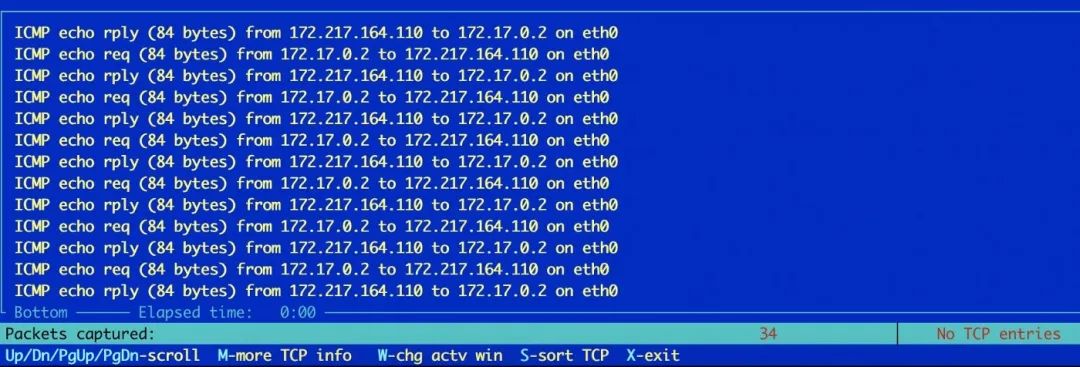 ICMP echo rply (84 bytes) from 172.217.164.110 to 172.17.0.2 on eth0
ICMP echo req (84 bytes) from 172.17.0.2 to 172.217.164.110 on eth0
ICMP echo rply (84 bytes) from 172.217.164.110 to 172.17.0.2 on eth0
ICMP echo req (84 bytes) from 172.17.0.2 to 172.217.164.110 on eth0
ICMP echo rply (84 bytes) from 172.217.164.110 to 172.17.0.2 on eth0
ICMP echo req (84 bytes) from 172.17.0.2 to 172.217.164.110 on eth0
ICMP echo rply (84 bytes) from 172.217.164.110 to 172.17.0.2 on eth0
ICMP echo req (84 bytes) from 172.17.0.2 to 172.217.164.110 on eth0
ICMP echo rply (84 bytes) from 172.217.164.110 to 172.17.0.2 on eth0
ICMP echo req (84 bytes) from 172.17.0.2 to 172.217.164.110 on eth0
ICMP echo rply (84 bytes) from 172.217.164.110 to 172.17.0.2 on eth0
ICMP echo req (84 bytes) from 172.17.0.2 to 172.217.164.110 on eth0
ICMP echo rply (84 bytes) from 172.217.164.110 to 172.17.0.2 on eth0
Bottom Elapsed time: 0:00
Packets captured: 34 No TCP entries
Up/Dn/PgUp/PgDn-scroll M-more TCP info W-chg actv win S-sort TCP X-exit